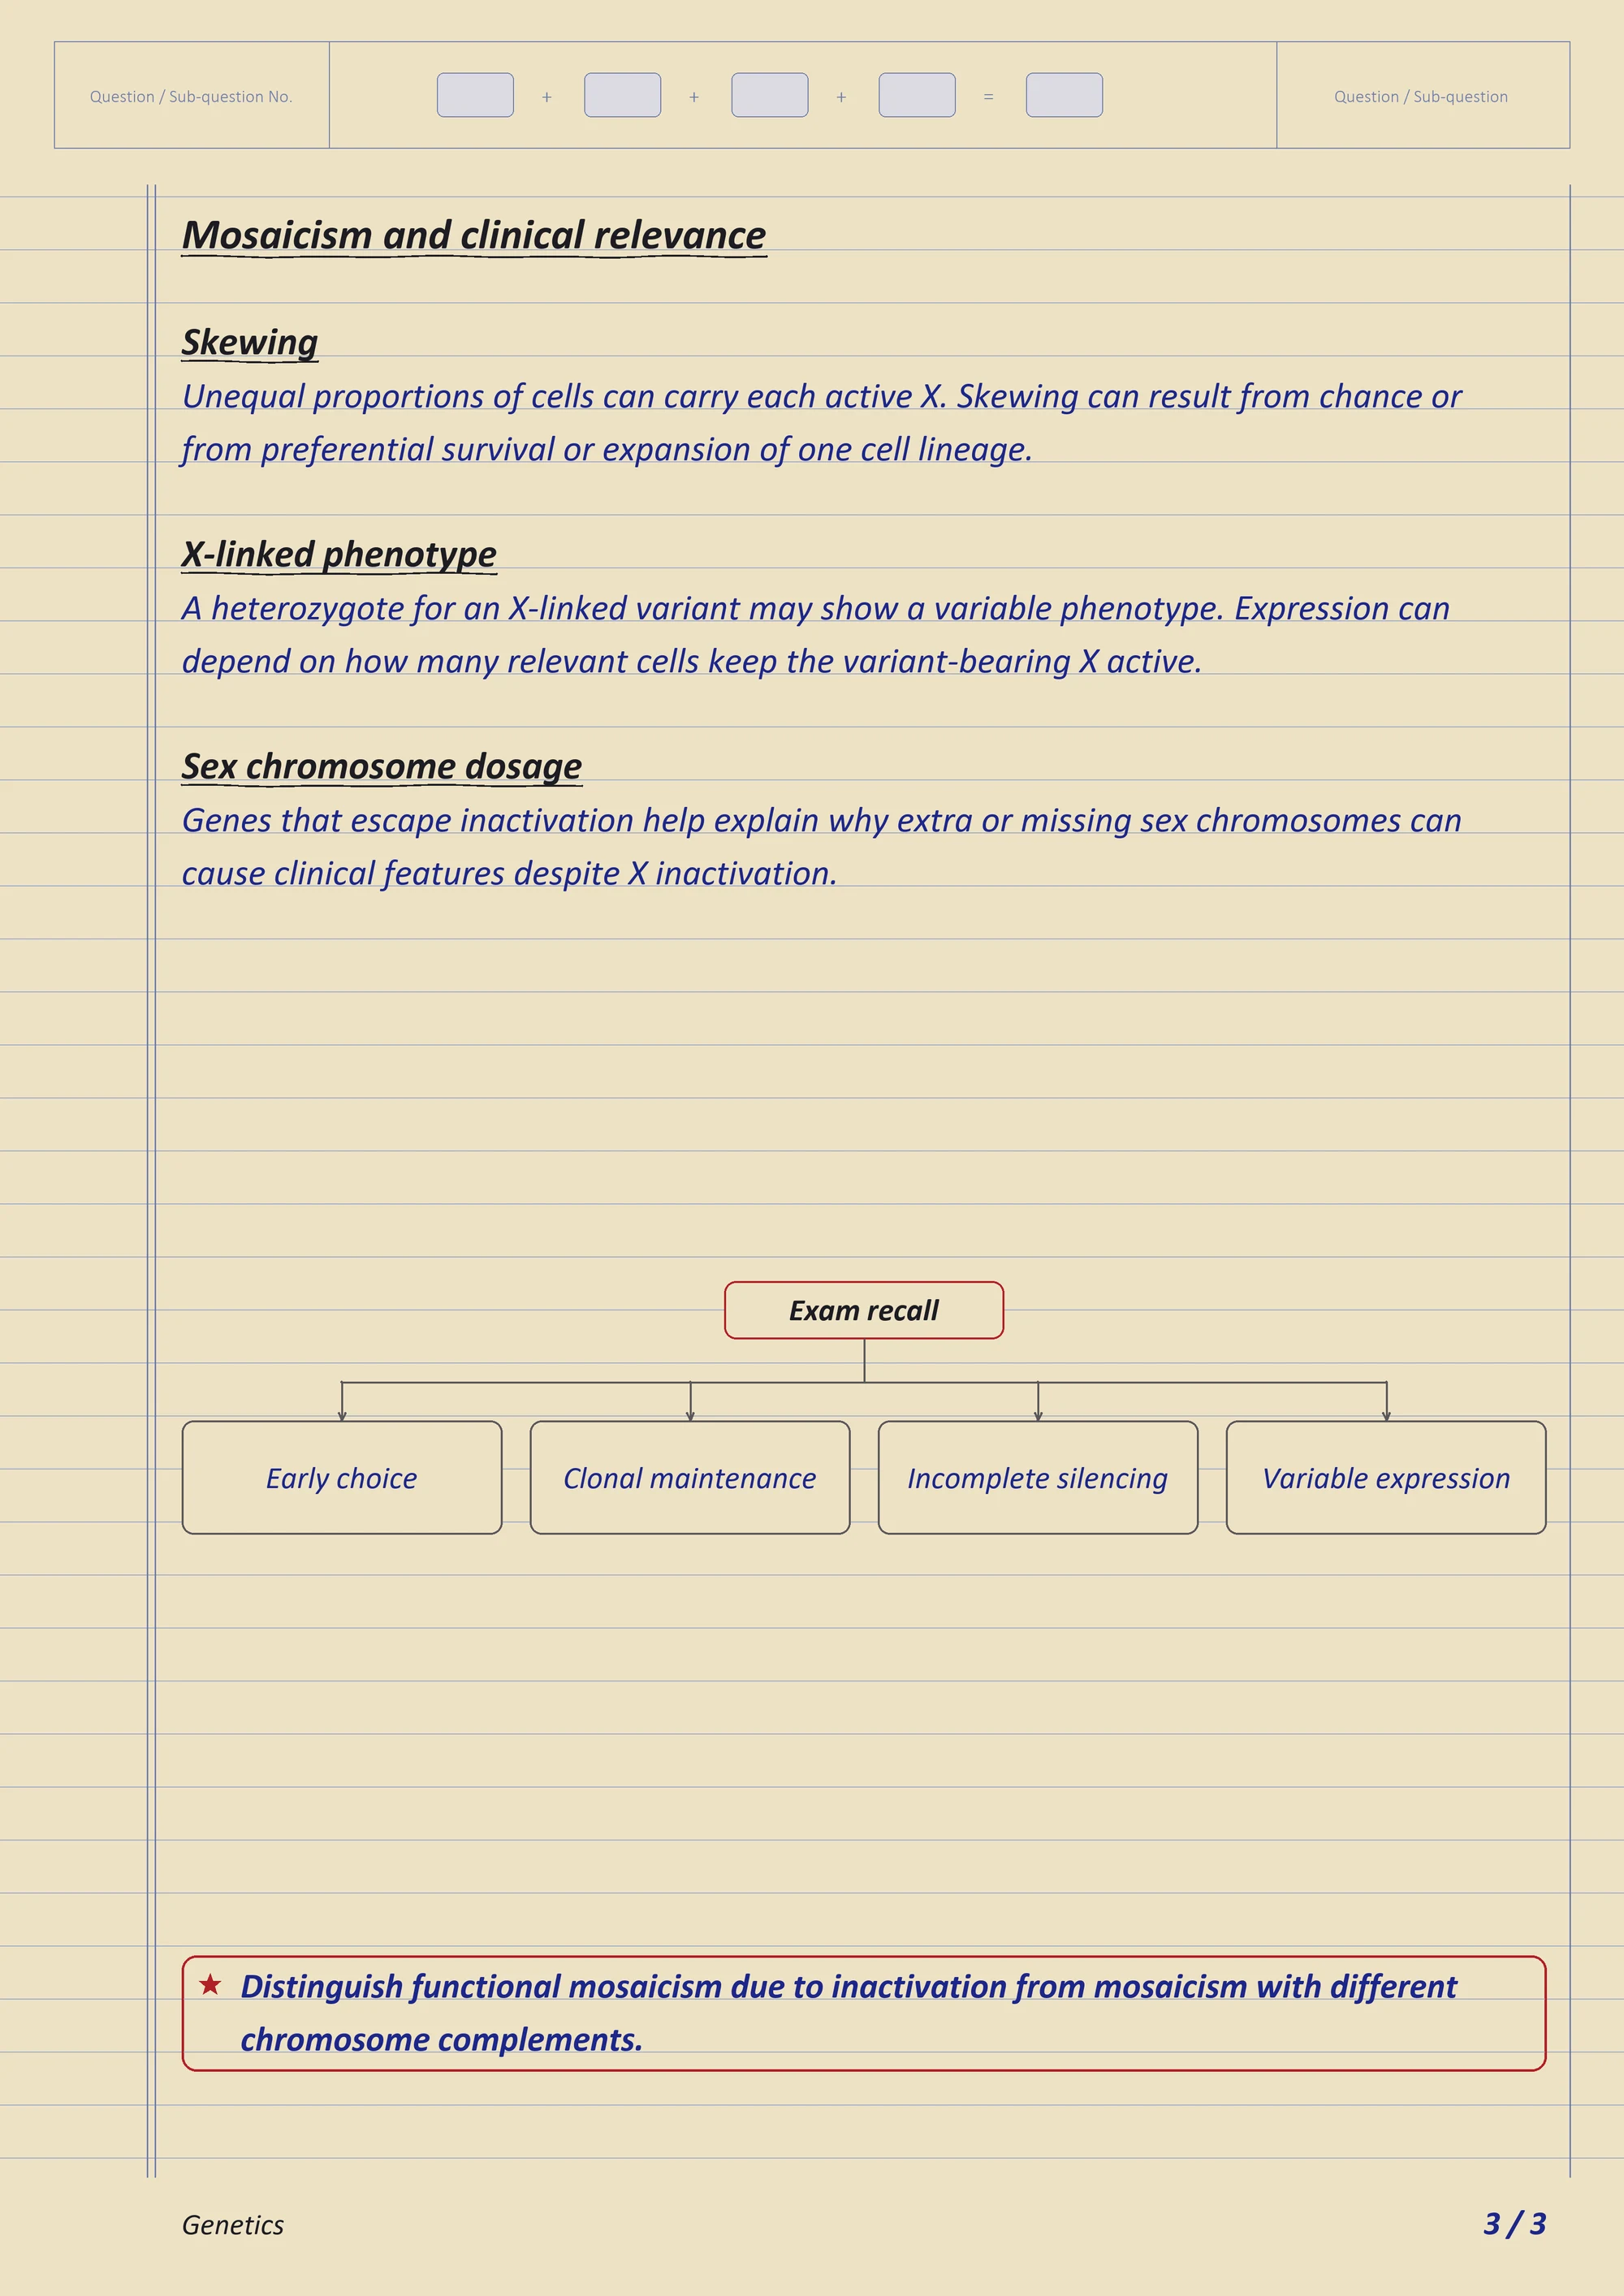 Question / Sub-question No.
+ + + =
Question / Sub-question
Mosaicism and clinical relevance
Skewing
Unequal proportions of cells can carry each active X. Skewing can result from chance or
from preferential survival or expansion of one cell lineage.
X-linked phenotype
A heterozygote for an X-linked variant may show a variable phenotype. Expression can
depend on how many relevant cells keep the variant-bearing X active.
Sex chromosome dosage
Genes that escape inactivation help explain why extra or missing sex chromosomes can
cause clinical features despite X inactivation.
Exam recall
Early choice
Clonal maintenance
Incomplete silencing
Variable expression
★ Distinguish functional mosaicism due to inactivation from mosaicism with different
chromosome complements.
Genetics
3 / 3